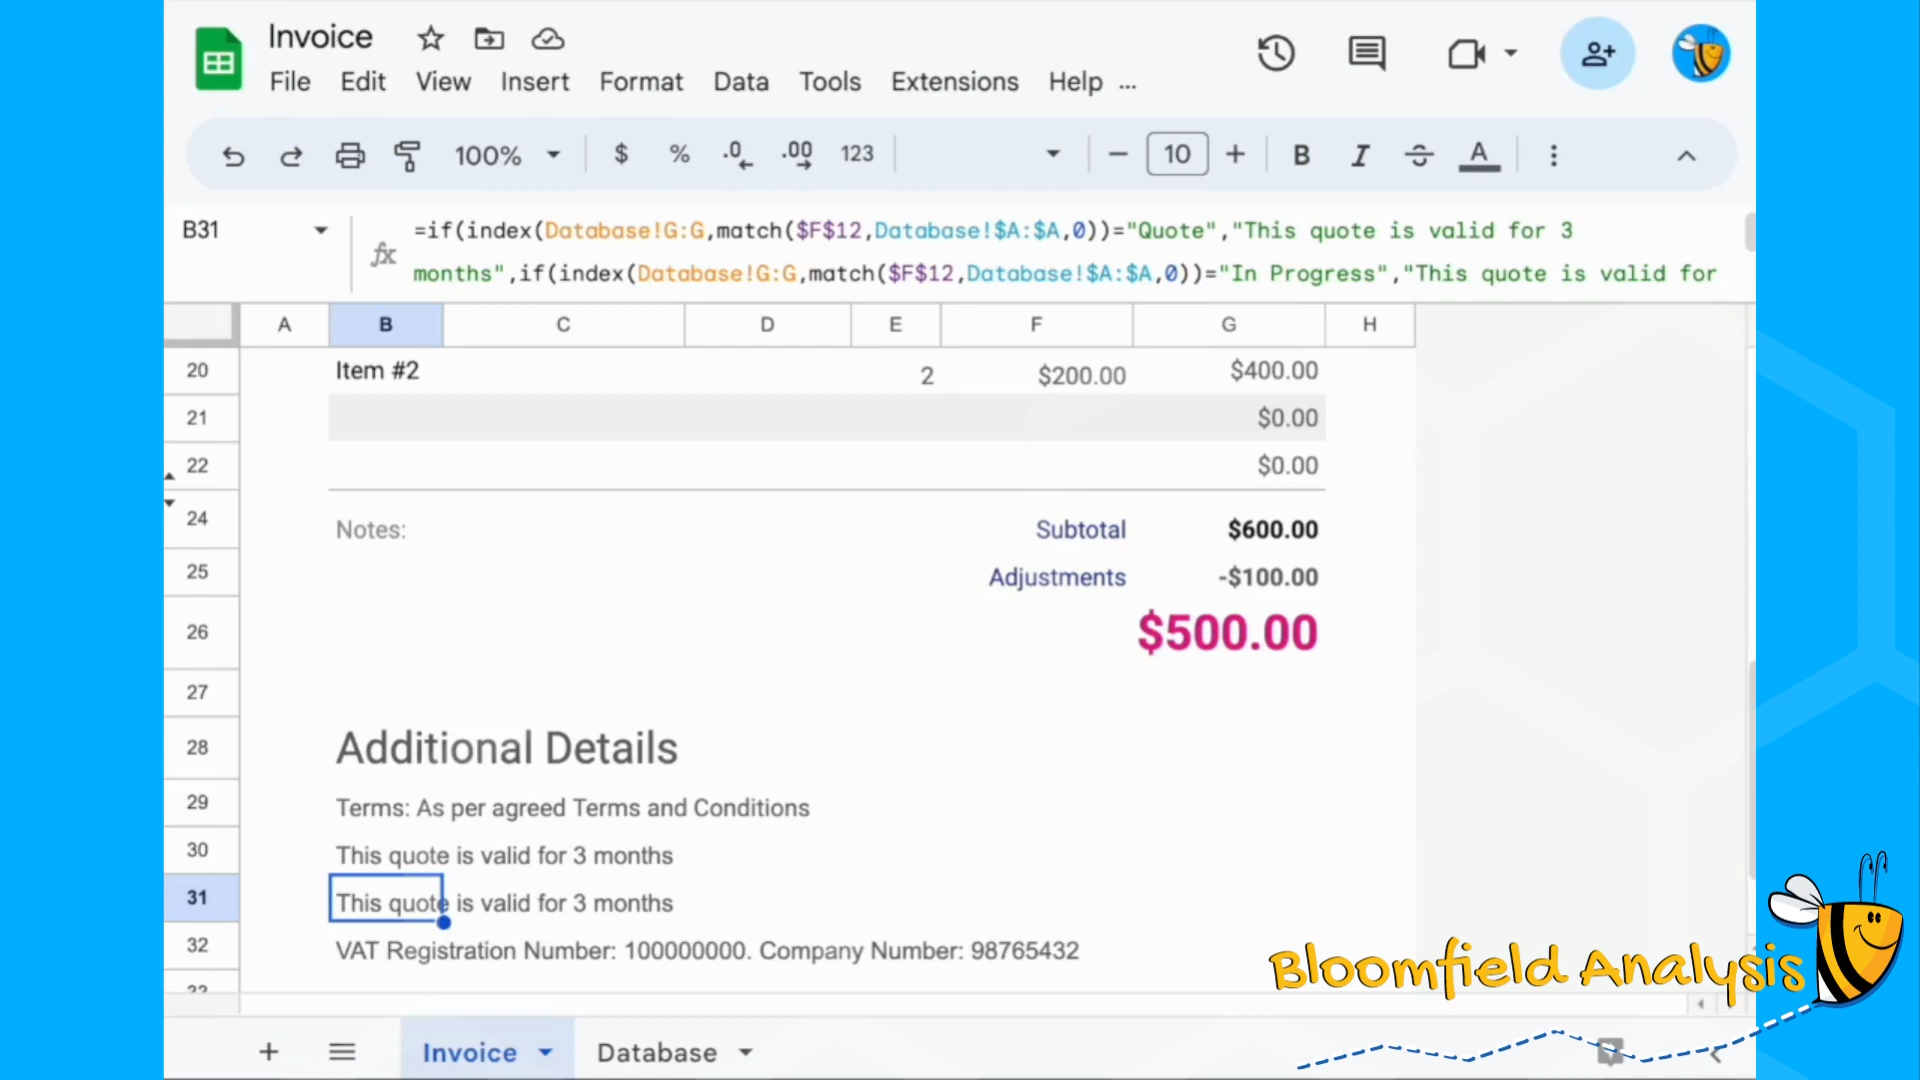 Invoice
File Edit View Insert Format Data Tools Extensions Help ...
100% $ % .0 .00 123 10 B I A
B31
fx
=if(index(Database!G:G,match($F$12,Database!$A:$A,0))="Quote","This quote is valid for 3
months",if(index(Database!G:G,match($F$12,Database!$A:$A,0))="In Progress","This quote is valid for
A B C D E F G H
20 Item #2 2 $200.00 $400.00
21 $0.00
22 $0.00
24 Notes: Subtotal $600.00
25 Adjustments -$100.00
26 $500.00
27
28 Additional Details
29 Terms: As per agreed Terms and Conditions
30 This quote is valid for 3 months
31 This quote is valid for 3 months
32 VAT Registration Number: 100000000. Company Number: 98765432
Bloomfield Analysis
Invoice Database